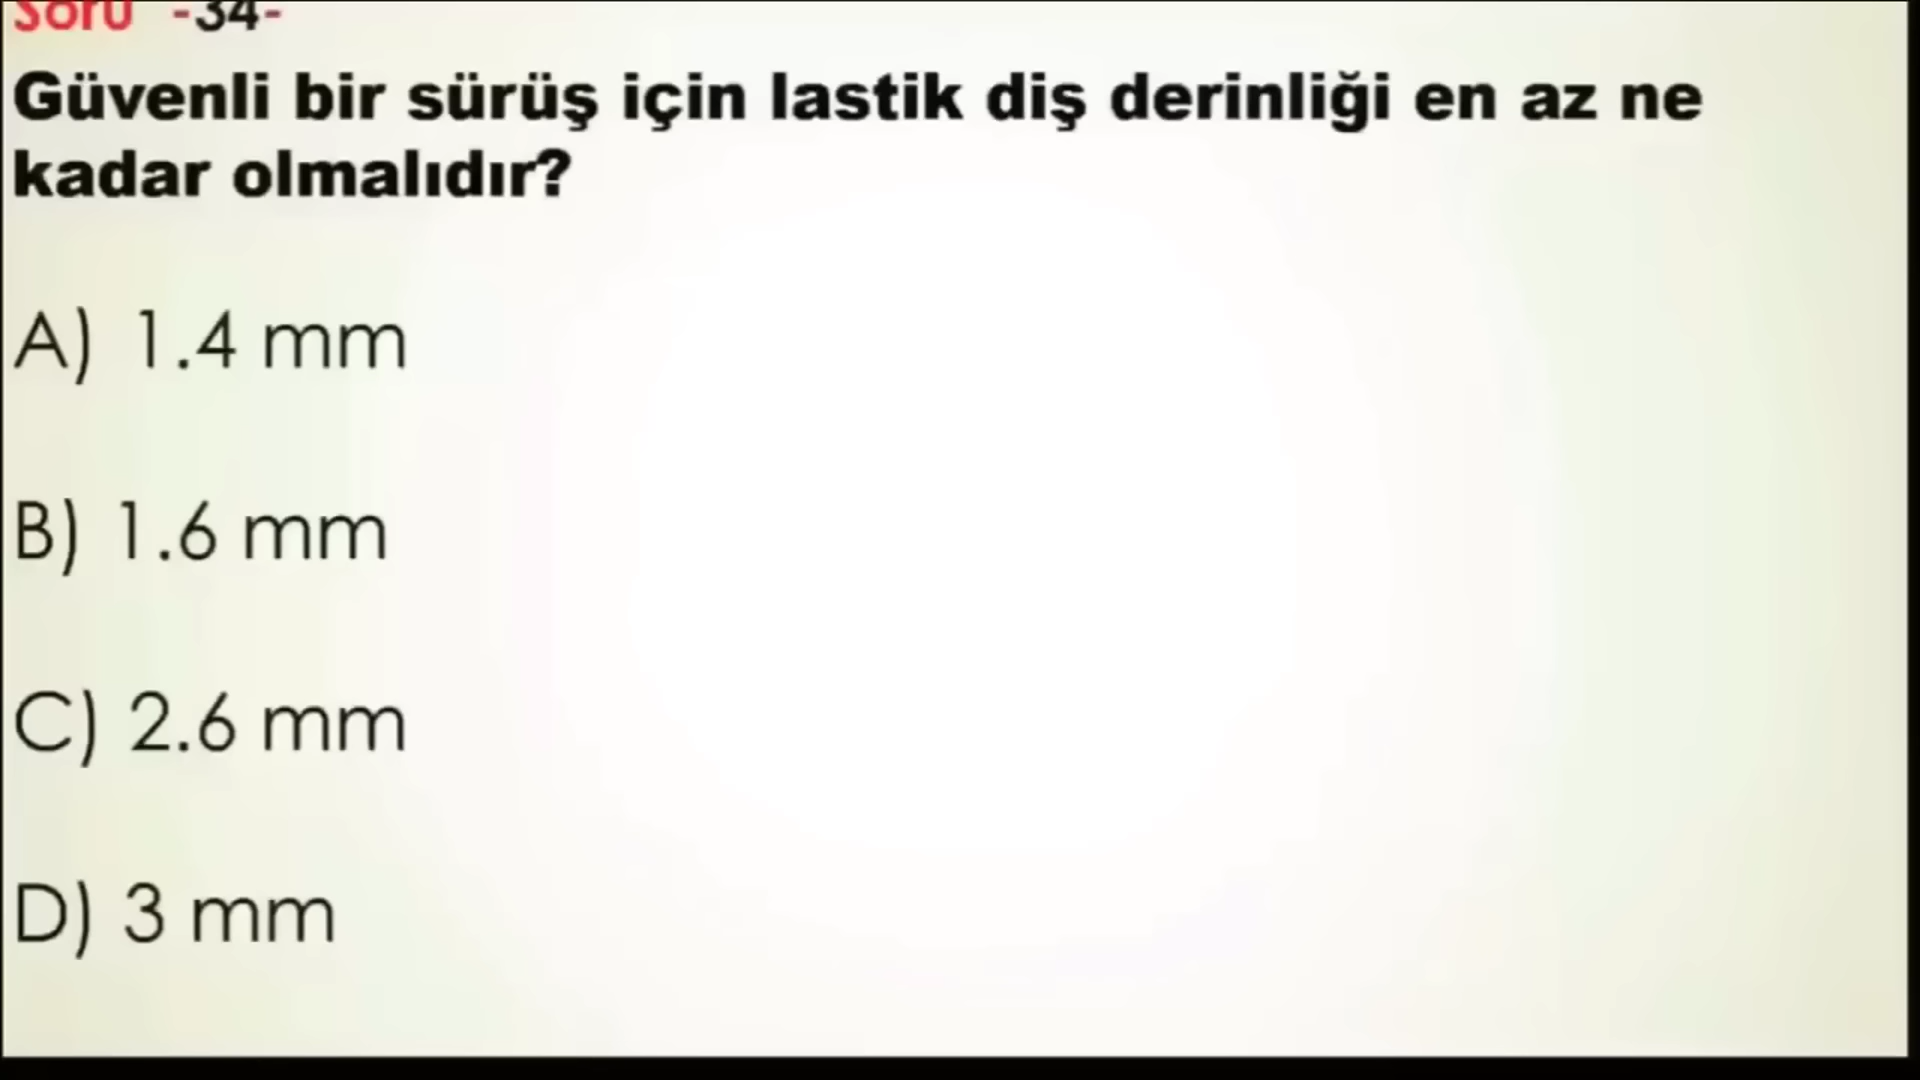 Soru -34-
Güvenli bir sürüş için lastik diş derinliği en az ne
kadar olmalıdır?
A) 1.4 mm
B) 1.6 mm
C) 2.6 mm
D) 3 mm